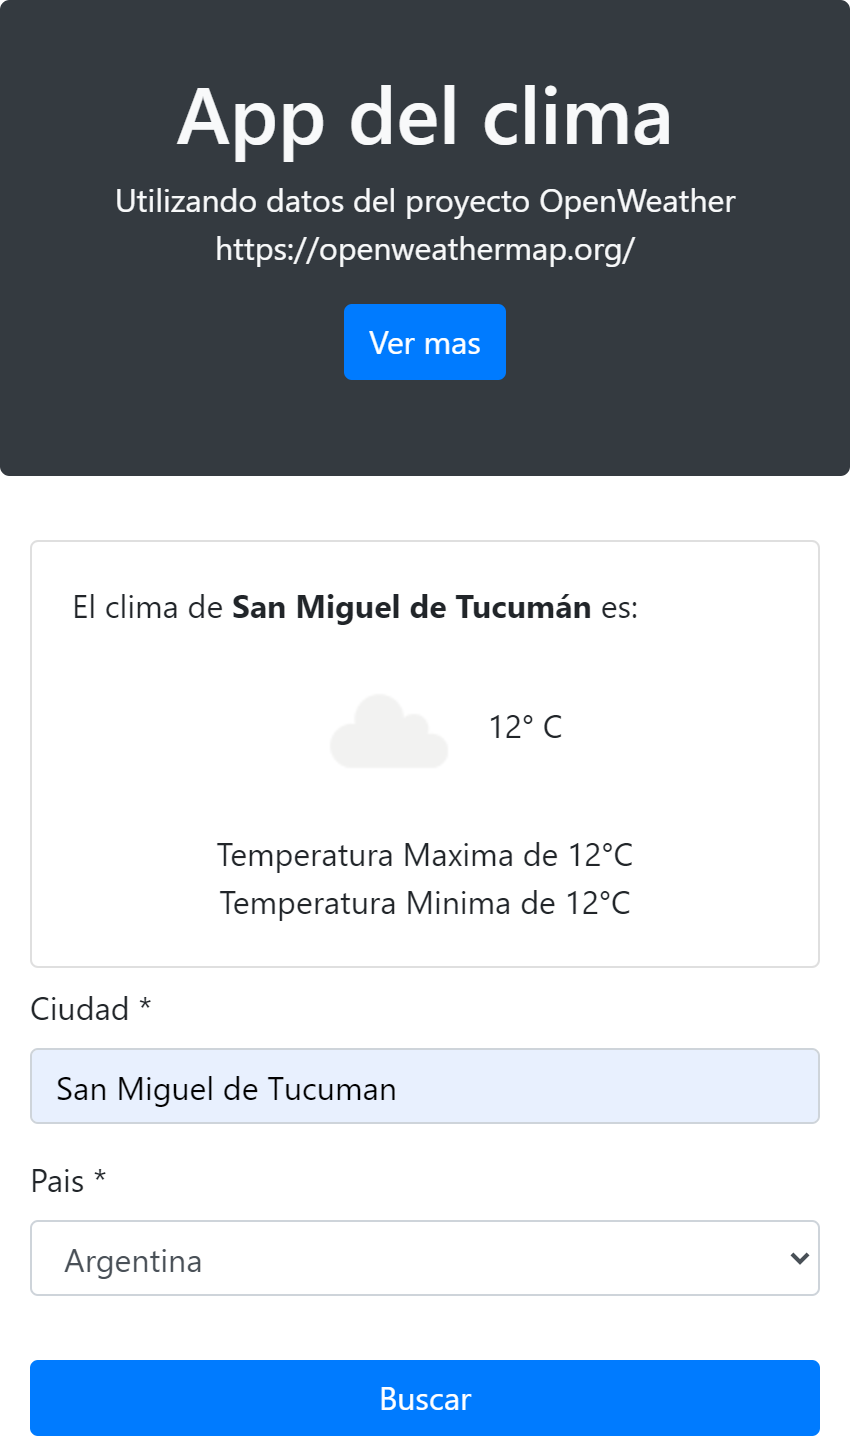 App del clima
Utilizando datos del proyecto OpenWeather
https://openweathermap.org/
Ver mas
El clima de San Miguel de Tucumán es:
12° C
Temperatura Maxima de 12°C
Temperatura Minima de 12°C
Ciudad *
San Miguel de Tucuman
Pais *
Argentina
Buscar